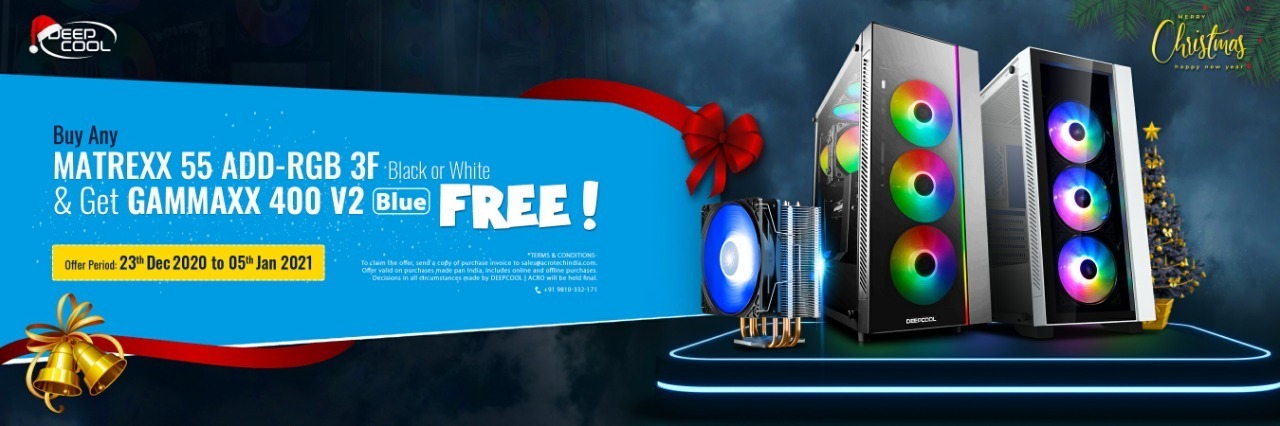 DEEP
COOL
MERRY
Christmas
happy new year
Buy Any
MATREXX 55 ADD-RGB 3F Black or White
& Get GAMMAXX 400 V2 Blue FREE !
Offer Period: 23th Dec 2020 to 05th Jan 2021
*TERMS & CONDITIONS-
To claim the offer, send a copy of purchase invoice to sales@acrotechindia.com.
Offer valid on purchases made pan India, includes online and offline purchases.
Decisions in all circumstances made by DEEPCOOL | ACRO will be held final.
+91 9810-332-171
DEEPCOOL